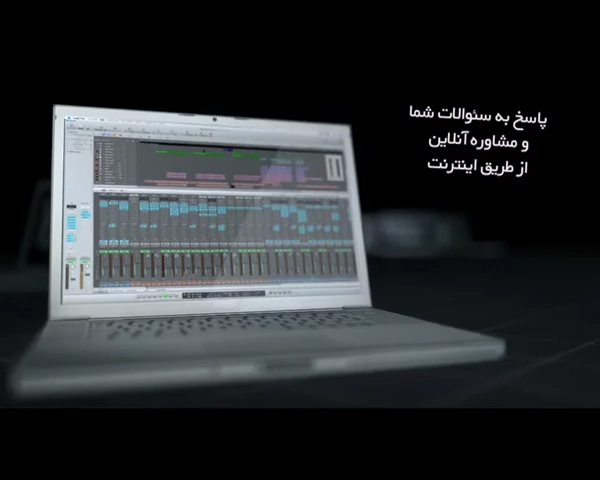 پاسخ به سئوالات شما
و مشاوره آنلاین
از طریق اینترنت